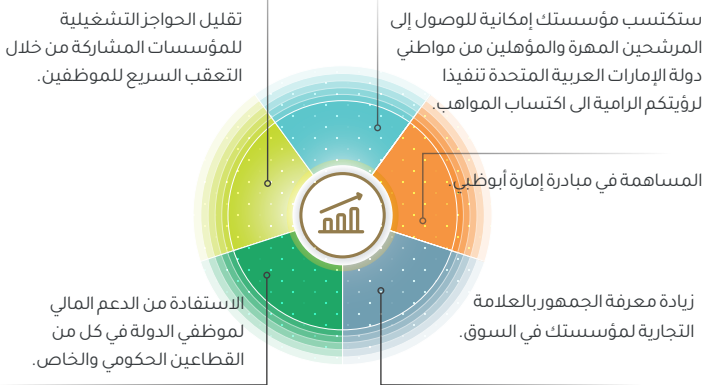 ستكتسب مؤسستك إمكانية للوصول إلى
المرشحين المهرة والمؤهلين من مواطني
دولة الإمارات العربية المتحدة تنفيذا
لرؤيتكم الرامية الى اكتساب المواهب.
تقليل الحواجز التشغيلية
للمؤسسات المشاركة من خلال
التعقب السريع للموظفين.
المساهمة في مبادرة إمارة أبوظبي.
زيادة معرفة الجمهور بالعلامة
التجارية لمؤسستك في السوق.
الاستفادة من الدعم المالي
لموظفي الدولة في كل من
القطاعين الحكومي والخاص.